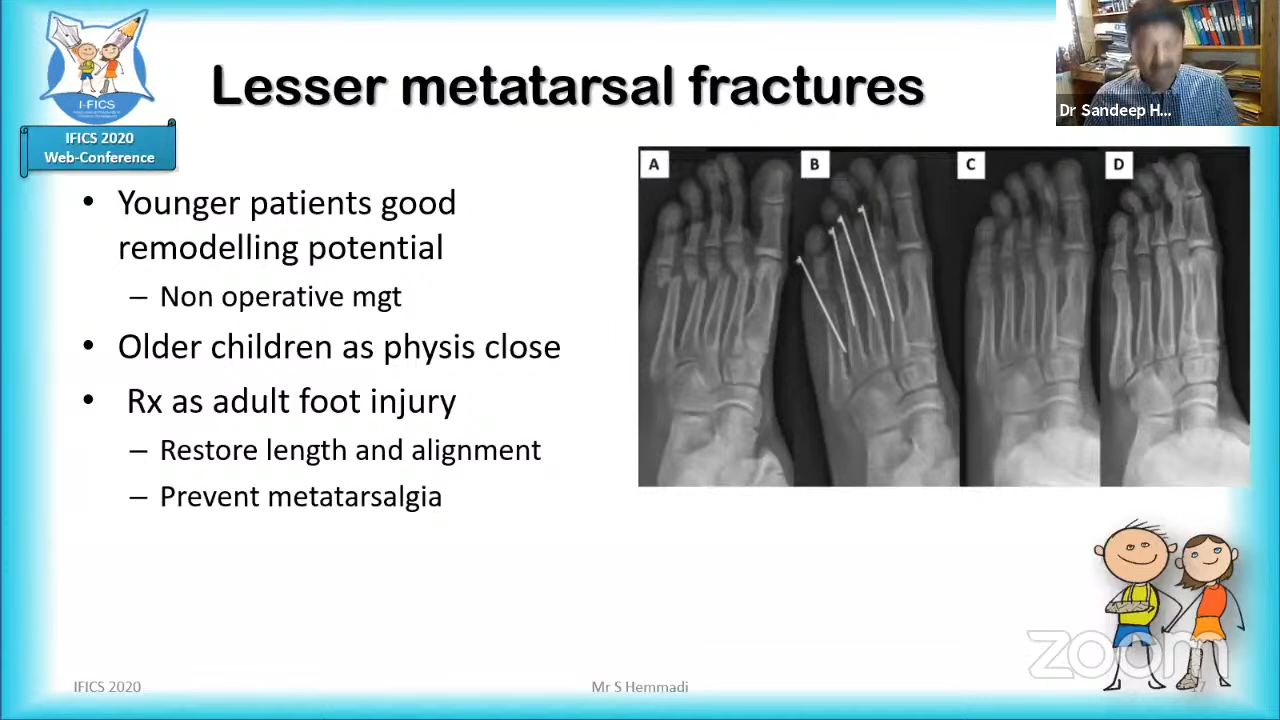 I-FICS
IFICS 2020
Web-Conference
Lesser metatarsal fractures
Dr Sandeep H...
• Younger patients good
remodelling potential
– Non operative mgt
• Older children as physis close
• Rx as adult foot injury
– Restore length and alignment
– Prevent metatarsalgia
A
B
C
D
zoom
IFICS 2020
Mr S Hemmadi
17